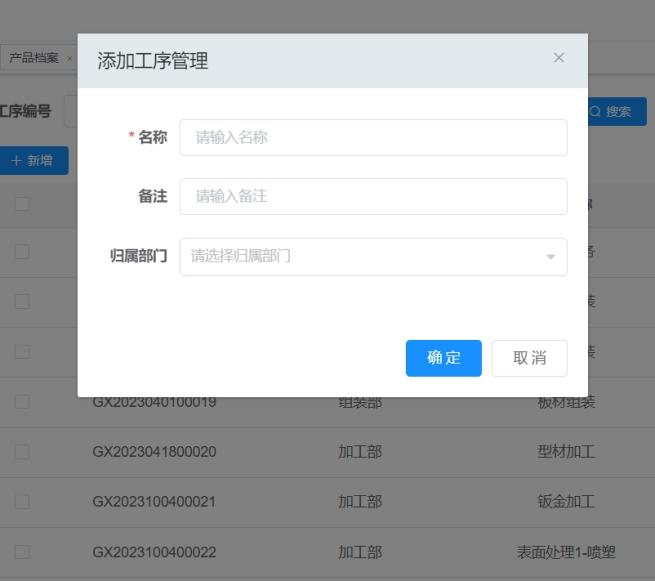 产品档案 ×
工序编号
搜索
+ 新增
添加工序管理
* 名称 请输入名称
备注 请输入备注
归属部门 请选择归属部门
确定 取消
GX2023040100019 组装部 板材组装
GX2023041800020 加工部 型材加工
GX2023100400021 加工部 钣金加工
GX2023100400022 加工部 表面处理1-喷塑